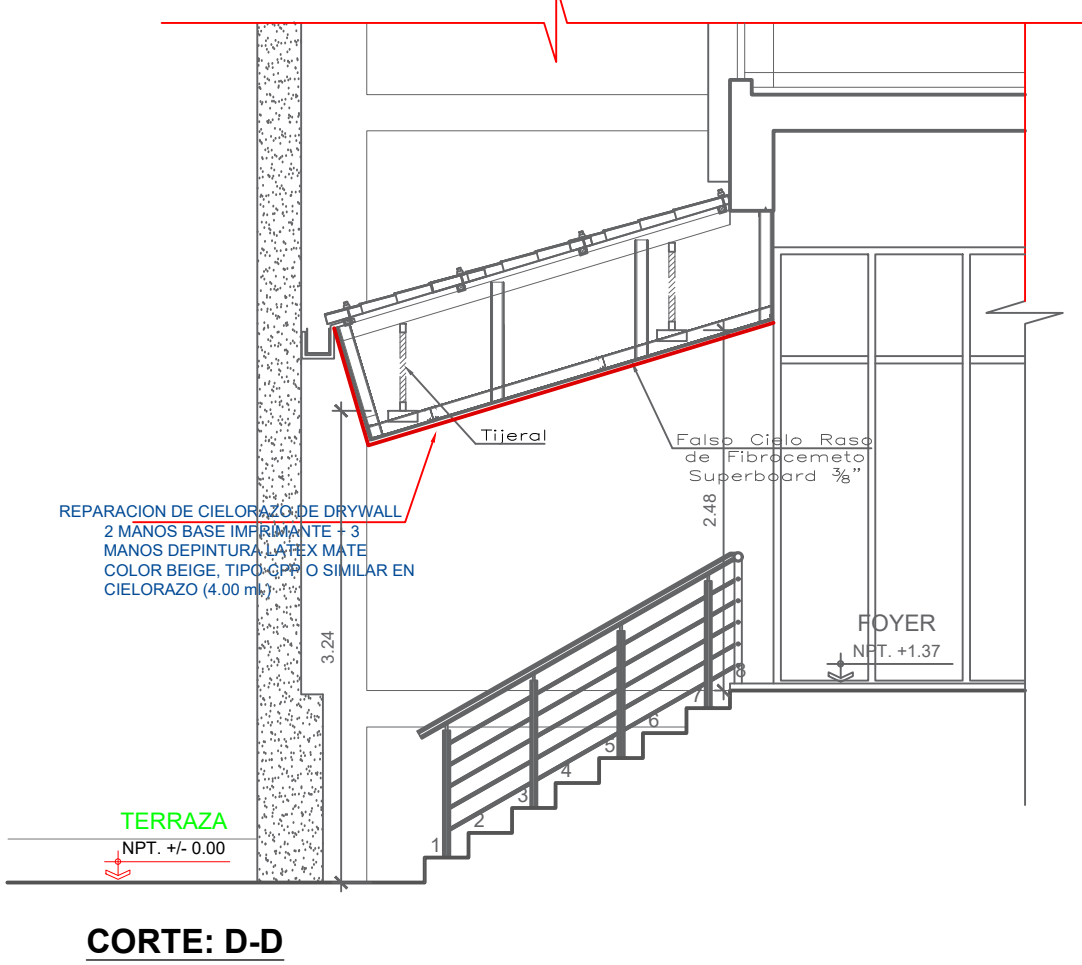 Tijeral
Falso Cielo Raso
de Fibrocemeto
Superboard ⅜”
2.48
REPARACION DE CIELORAZO DE DRYWALL
2 MANOS BASE IMPRIMANTE + 3
MANOS DEPINTURA LATEX MATE
COLOR BEIGE, TIPO CPP O SIMILAR EN
CIELORAZO (4.00 ml.)
3.24
FOYER
NPT. +1.37
8
7
6
5
4
3
2
1
TERRAZA
NPT. +/- 0.00
CORTE: D-D